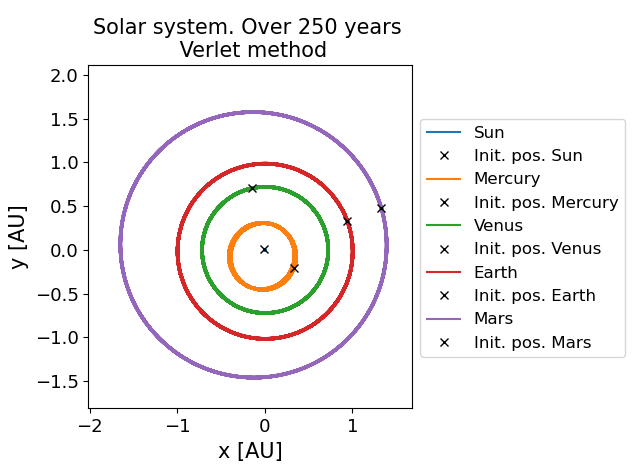 Solar system. Over 250 years
Verlet method
2.0
1.5
1.0
0.5
0.0
−0.5
−1.0
−1.5
y [AU]
−2
−1
0
1
x [AU]
Sun
Init. pos. Sun
Mercury
Init. pos. Mercury
Venus
Init. pos. Venus
Earth
Init. pos. Earth
Mars
Init. pos. Mars